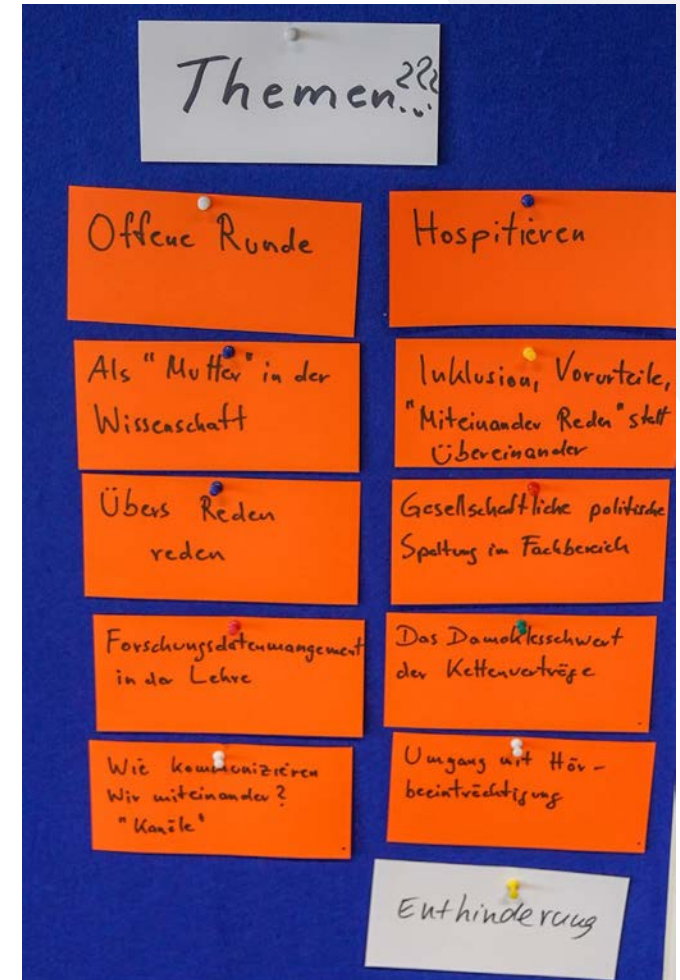 Themen...???
Offene Runde
Hospitieren
Als "Mutter" in der
Wissenschaft
Inklusion, Vorurteile,
"Miteinander Reden" statt
Übereinander
Übers Reden
reden
Gesellschaftliche politische
Spaltung im Fachbereich
Forschungsdatenmangement
in der Lehre
Das Damoklesschwert
der Kettenverträge
Wie kommunizieren
Wir miteinander?
"Kanäle"
Umgang mit Hör-
beeinträchtigung
Enthinderung